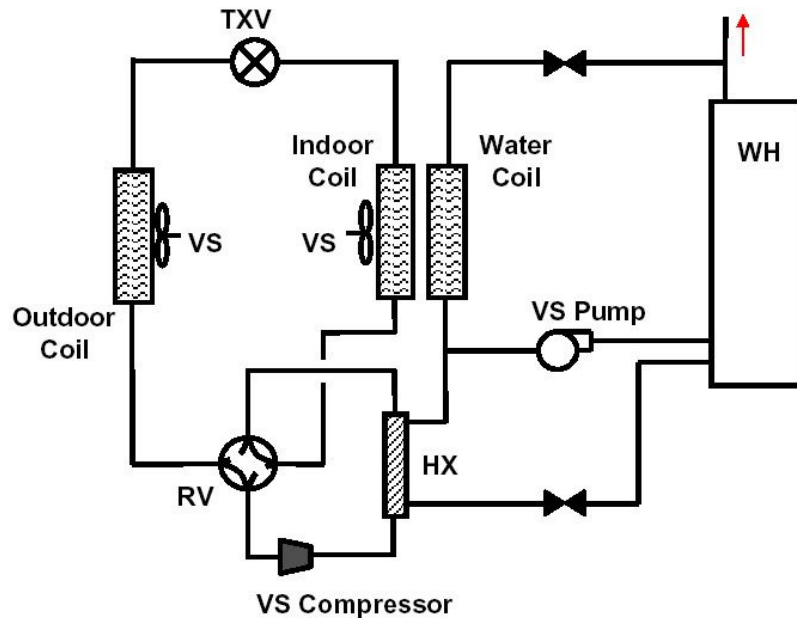 TXV
Indoor
Coil
Water
Coil
WH
VS
VS
Outdoor
Coil
VS Pump
RV
HX
VS Compressor